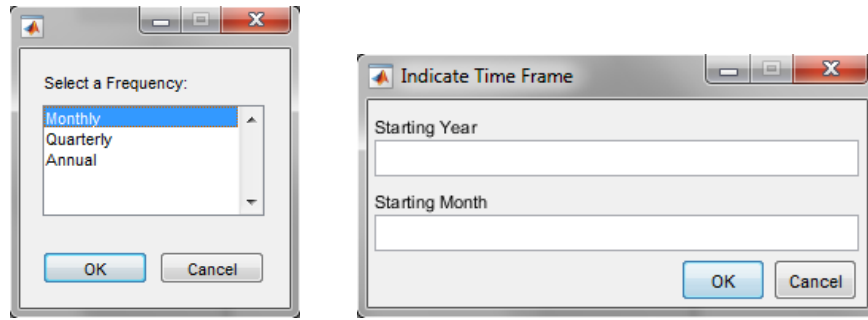 Select a Frequency:
Monthly
Quarterly
Annual
OK Cancel
Indicate Time Frame
Starting Year
Starting Month
OK Cancel